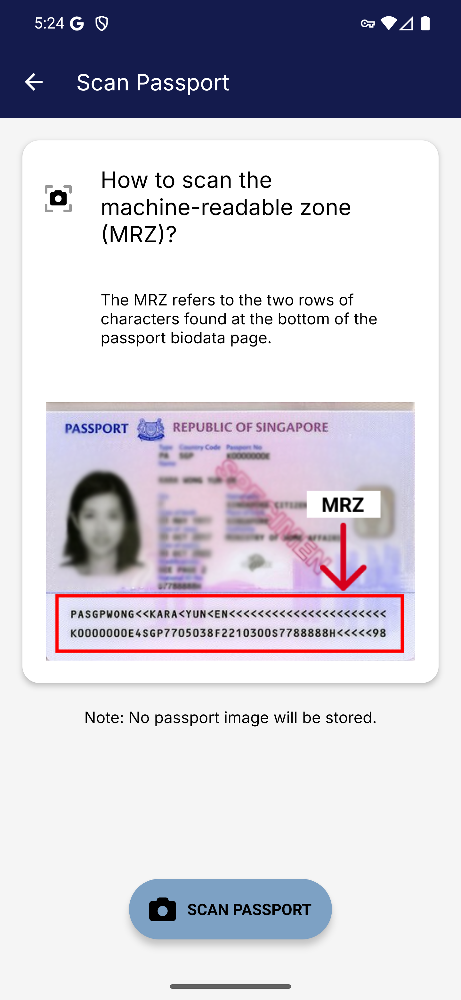 5:24
Scan Passport
How to scan the
machine-readable zone
(MRZ)?
The MRZ refers to the two rows of
characters found at the bottom of the
passport biodata page.
PASSPORT REPUBLIC OF SINGAPORE
Type Country Code Passport No
PA SGP K0000000E
Name
SPECIMEN
MRZ
PASGPWONG<<KARA<YUN<EN<<<<<<<<<<<<<<<<<<<<<<
K0000000E4SGP7705038F2210300S7788888H<<<<<98
Note: No passport image will be stored.
SCAN PASSPORT